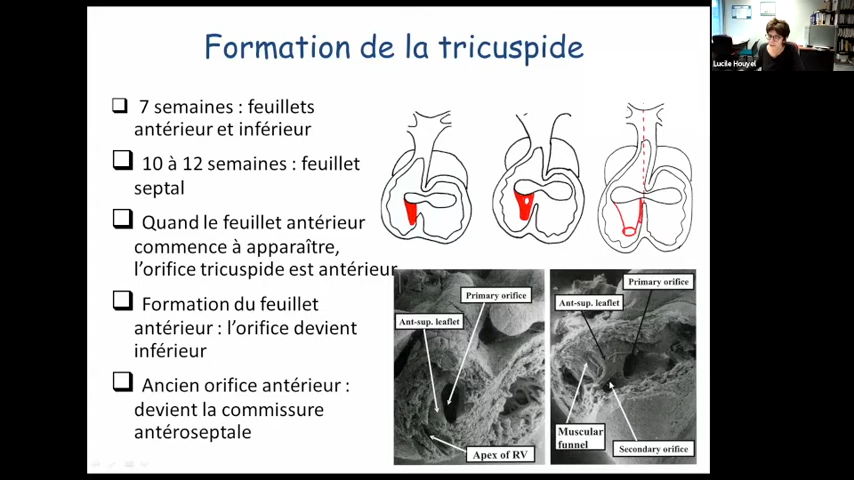 Formation de la tricuspide
7 semaines : feuillets
antérieur et inférieur
10 à 12 semaines : feuillet
septal
Quand le feuillet antérieur
commence à apparaître,
l'orifice tricuspide est antérieur
Formation du feuillet
antérieur : l'orifice devient
inférieur
Ancien orifice antérieur :
devient la commissure
antéroseptale
Primary orifice
Ant-sup. leaflet
Apex of RV
Primary orifice
Ant-sup. leaflet
Muscular
funnel
Secondary orifice
Lucile Houyel